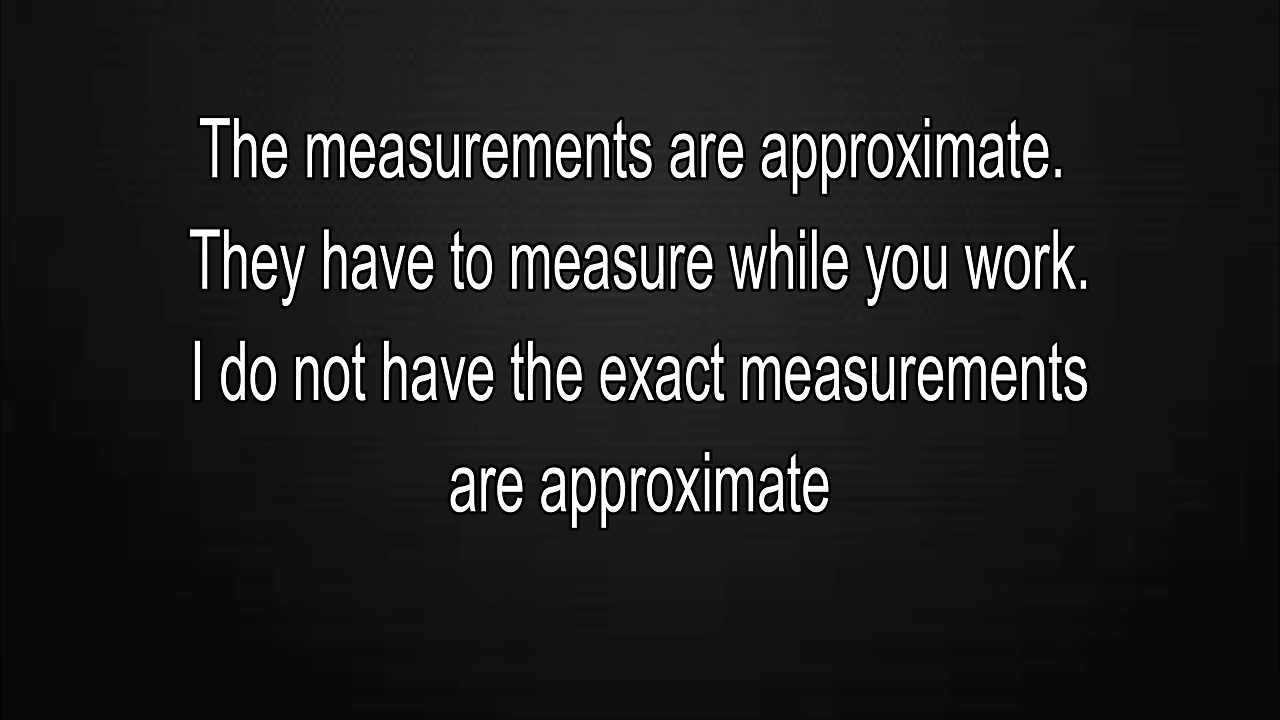 The measurements are approximate.
They have to measure while you work.
I do not have the exact measurements
are approximate